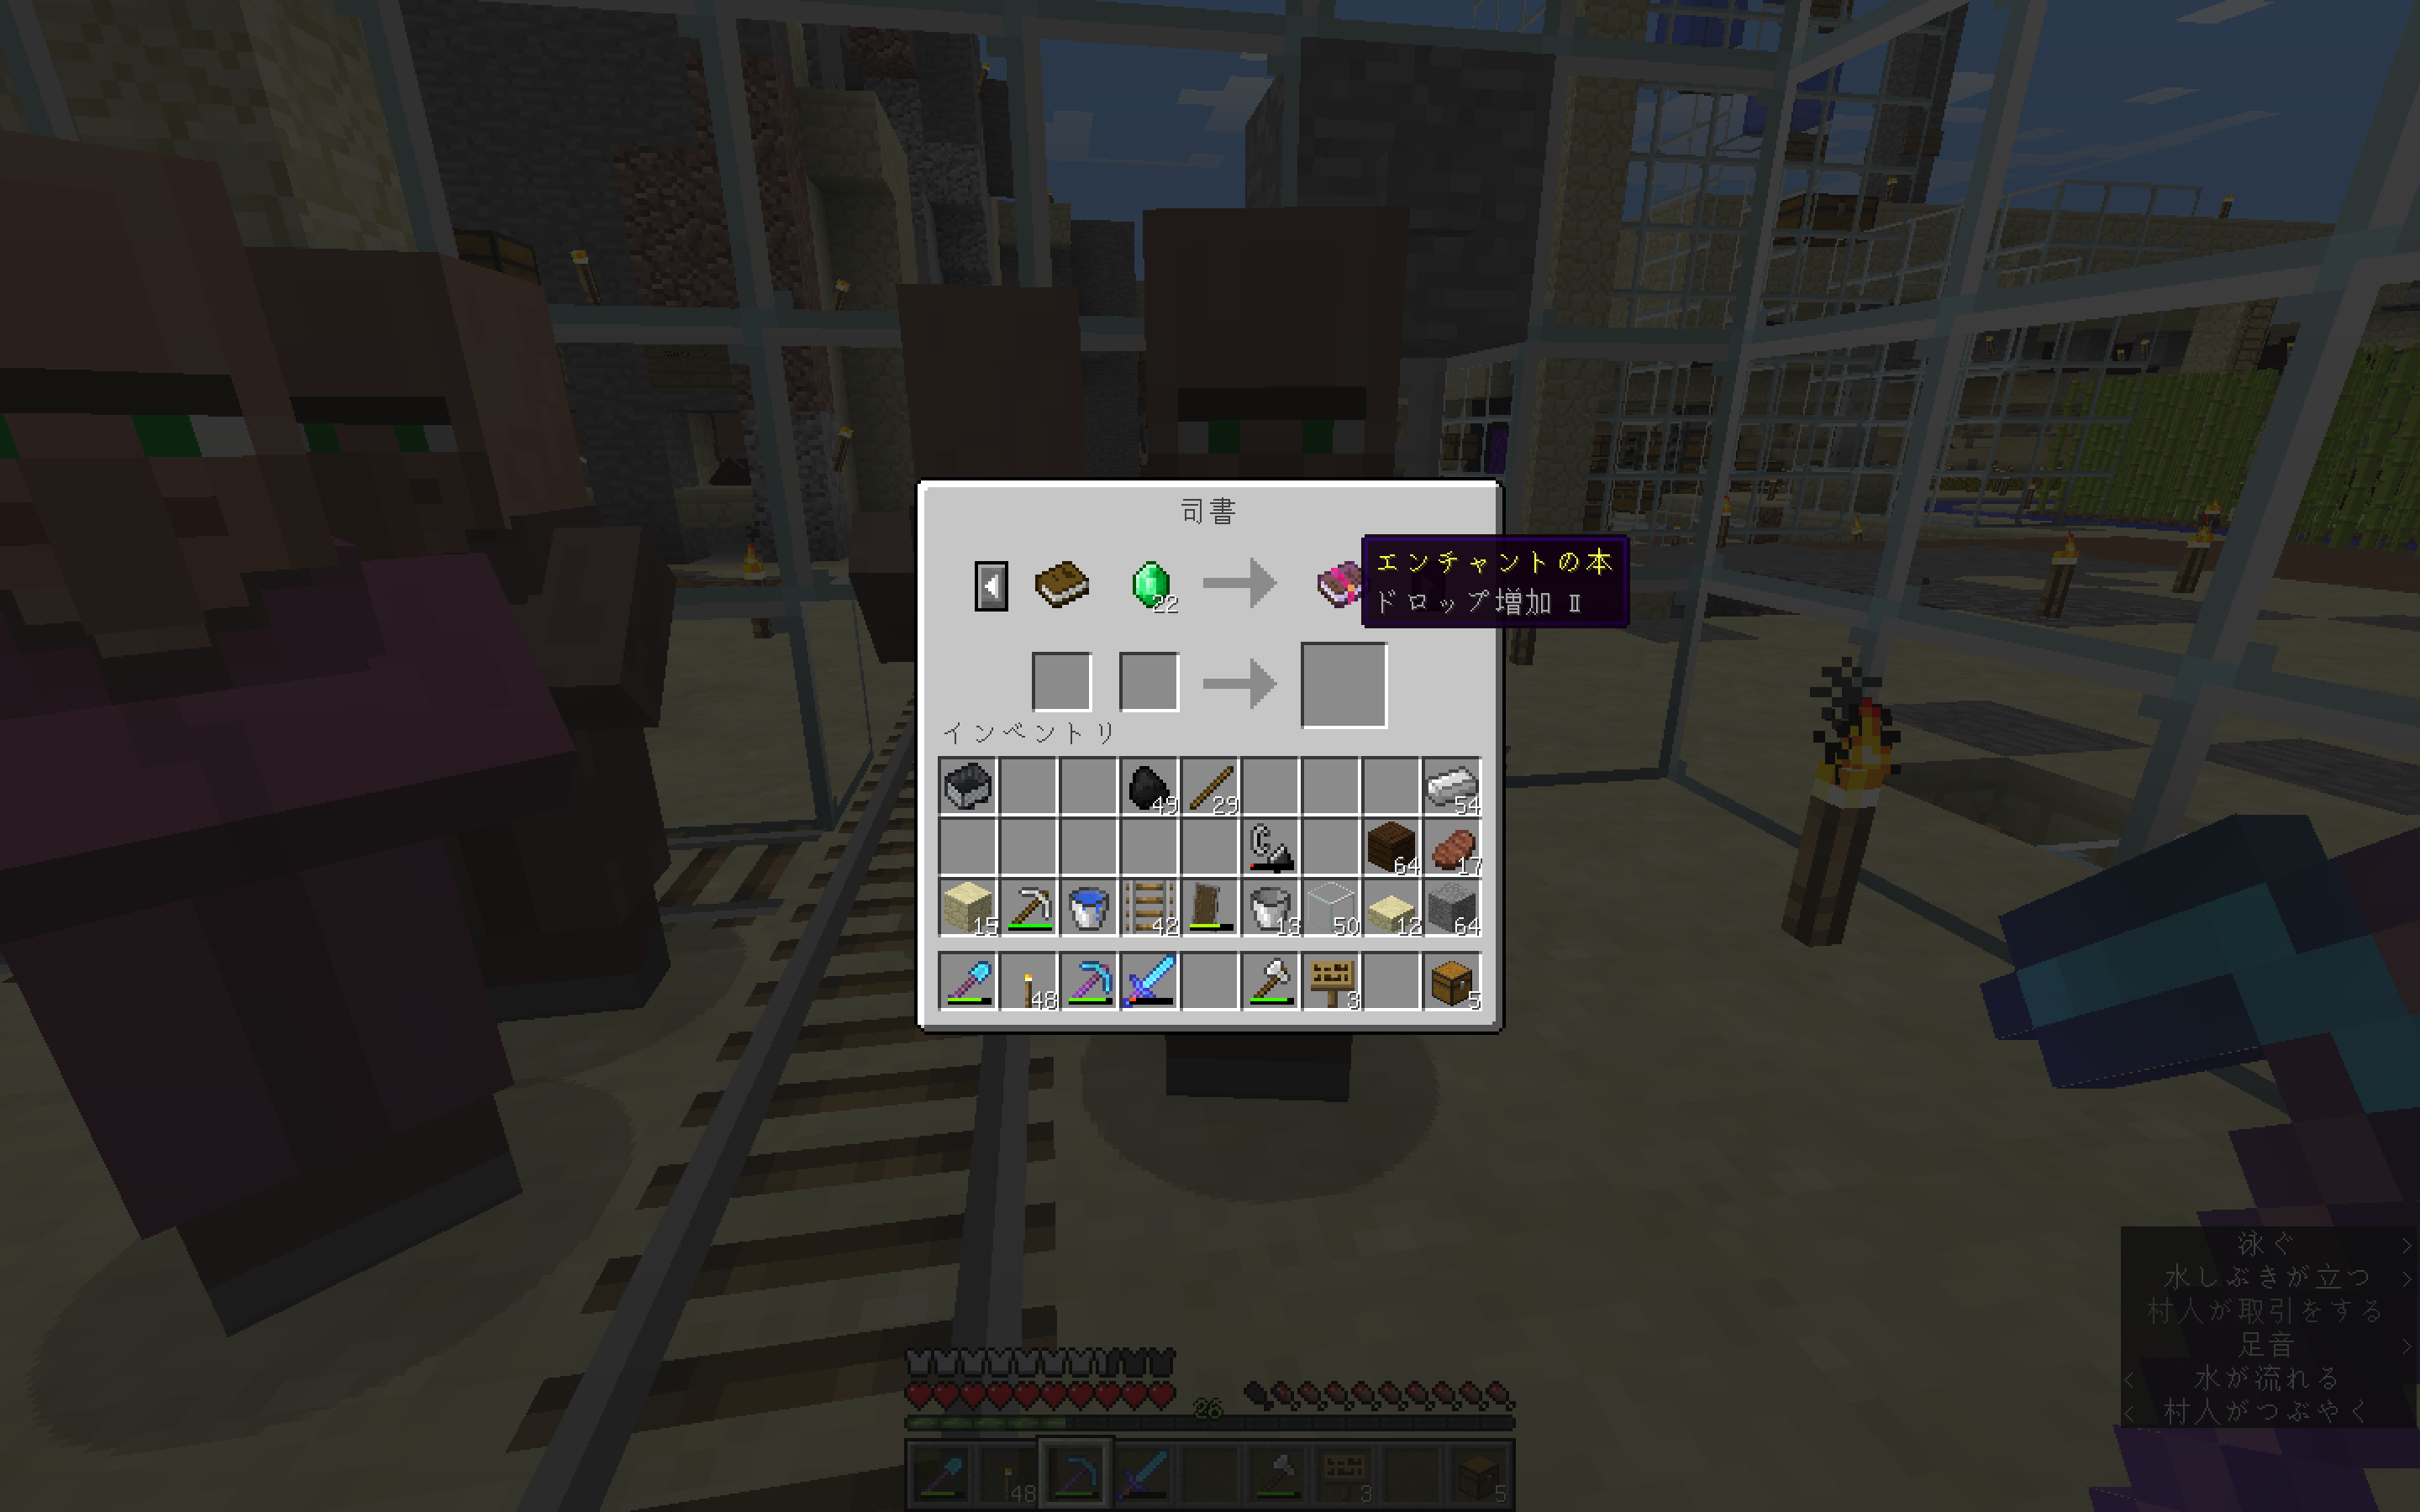 司書
22
エンチャントの本
ドロップ増加 II
インベントリ
49 29 54
64 17
15 42 13 50 12 64
48 3 5
泳ぐ >
水しぶきが立つ >
村人が取引をする
足音 >
< 水が流れる
< 村人がつぶやく
26
48 3 5